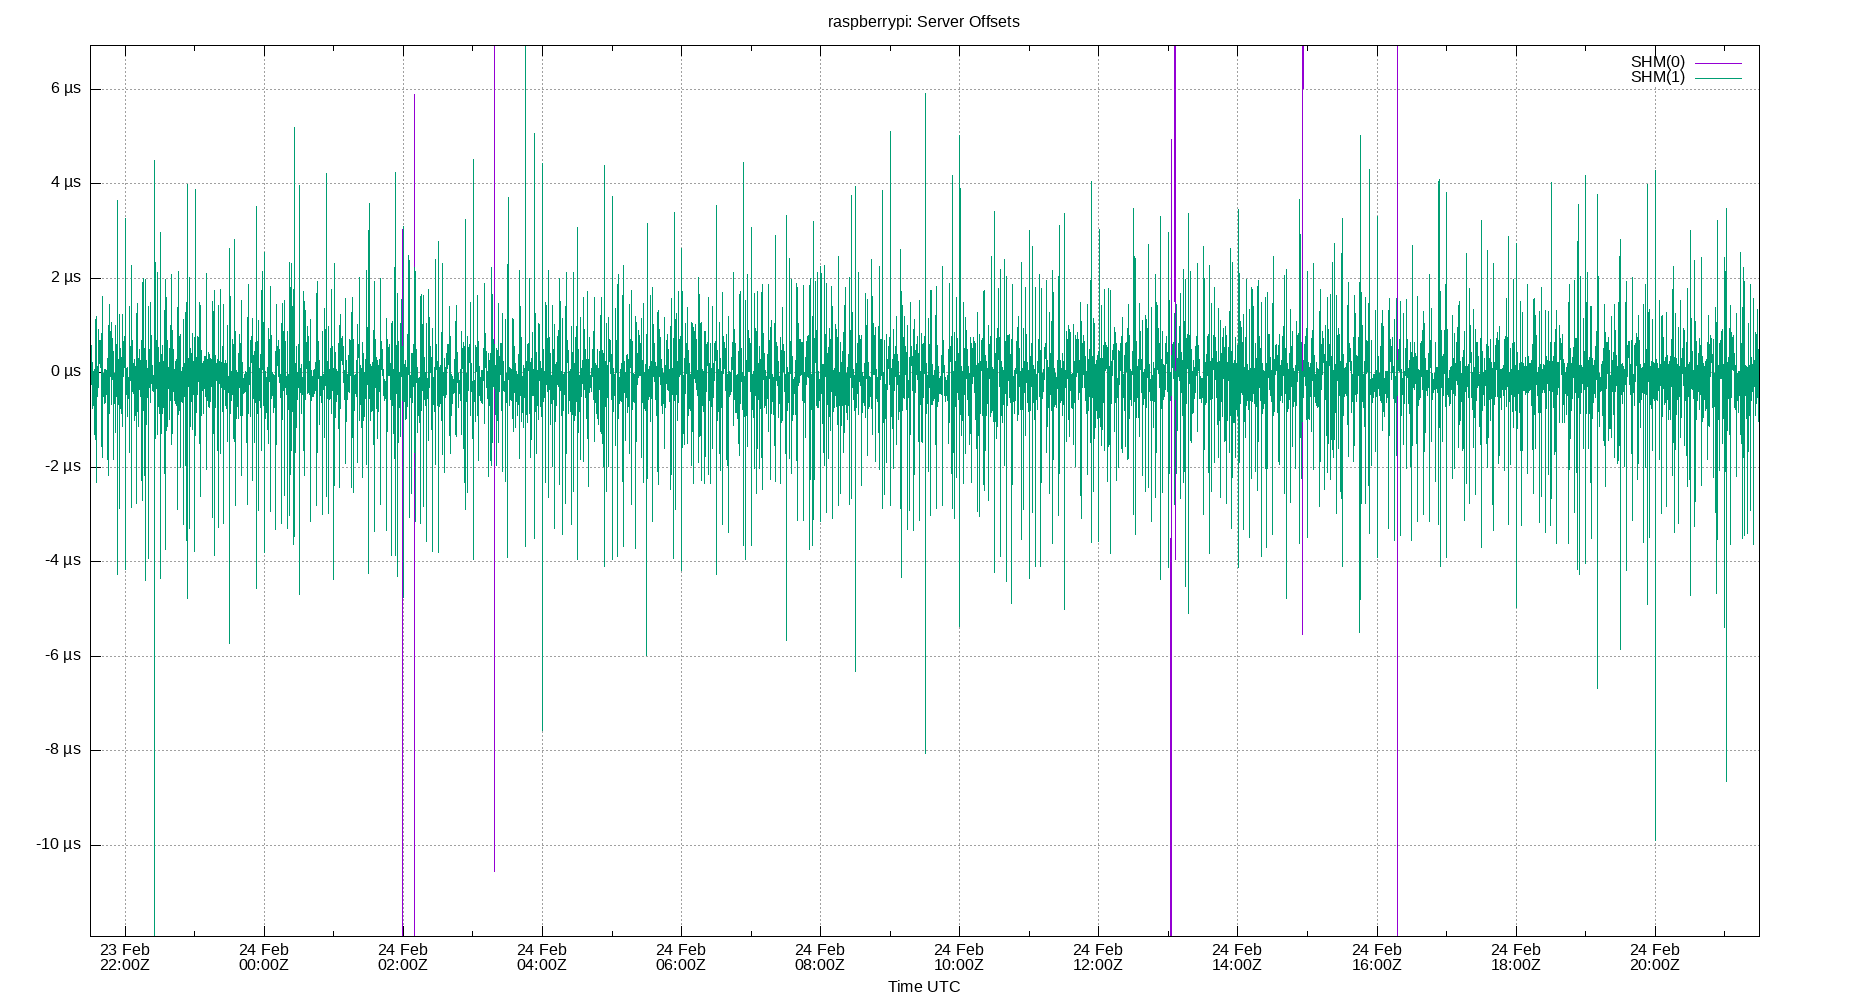 raspberrypi: Server Offsets
SHM(0)
SHM(1)
6 µs
4 µs
2 µs
0 µs
-2 µs
-4 µs
-6 µs
-8 µs
-10 µs
23 Feb 24 Feb 24 Feb 24 Feb 24 Feb 24 Feb 24 Feb 24 Feb 24 Feb 24 Feb 24 Feb 24 Feb
22:00Z 00:00Z 02:00Z 04:00Z 06:00Z 08:00Z 10:00Z 12:00Z 14:00Z 16:00Z 18:00Z 20:00Z
Time UTC